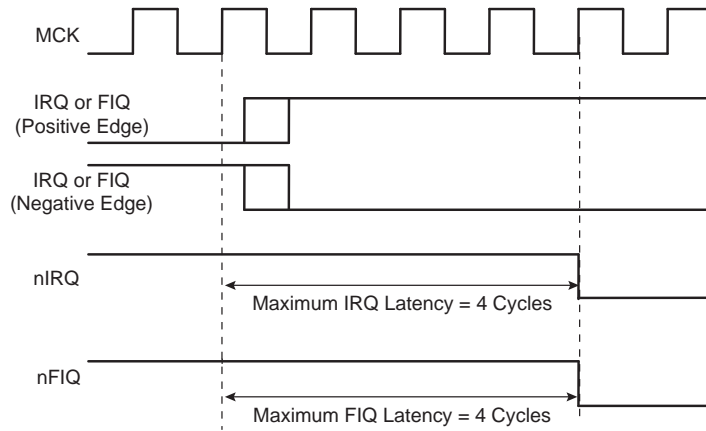 MCK
IRQ or FIQ
(Positive Edge)
IRQ or FIQ
(Negative Edge)
nIRQ
Maximum IRQ Latency = 4 Cycles
nFIQ
Maximum FIQ Latency = 4 Cycles